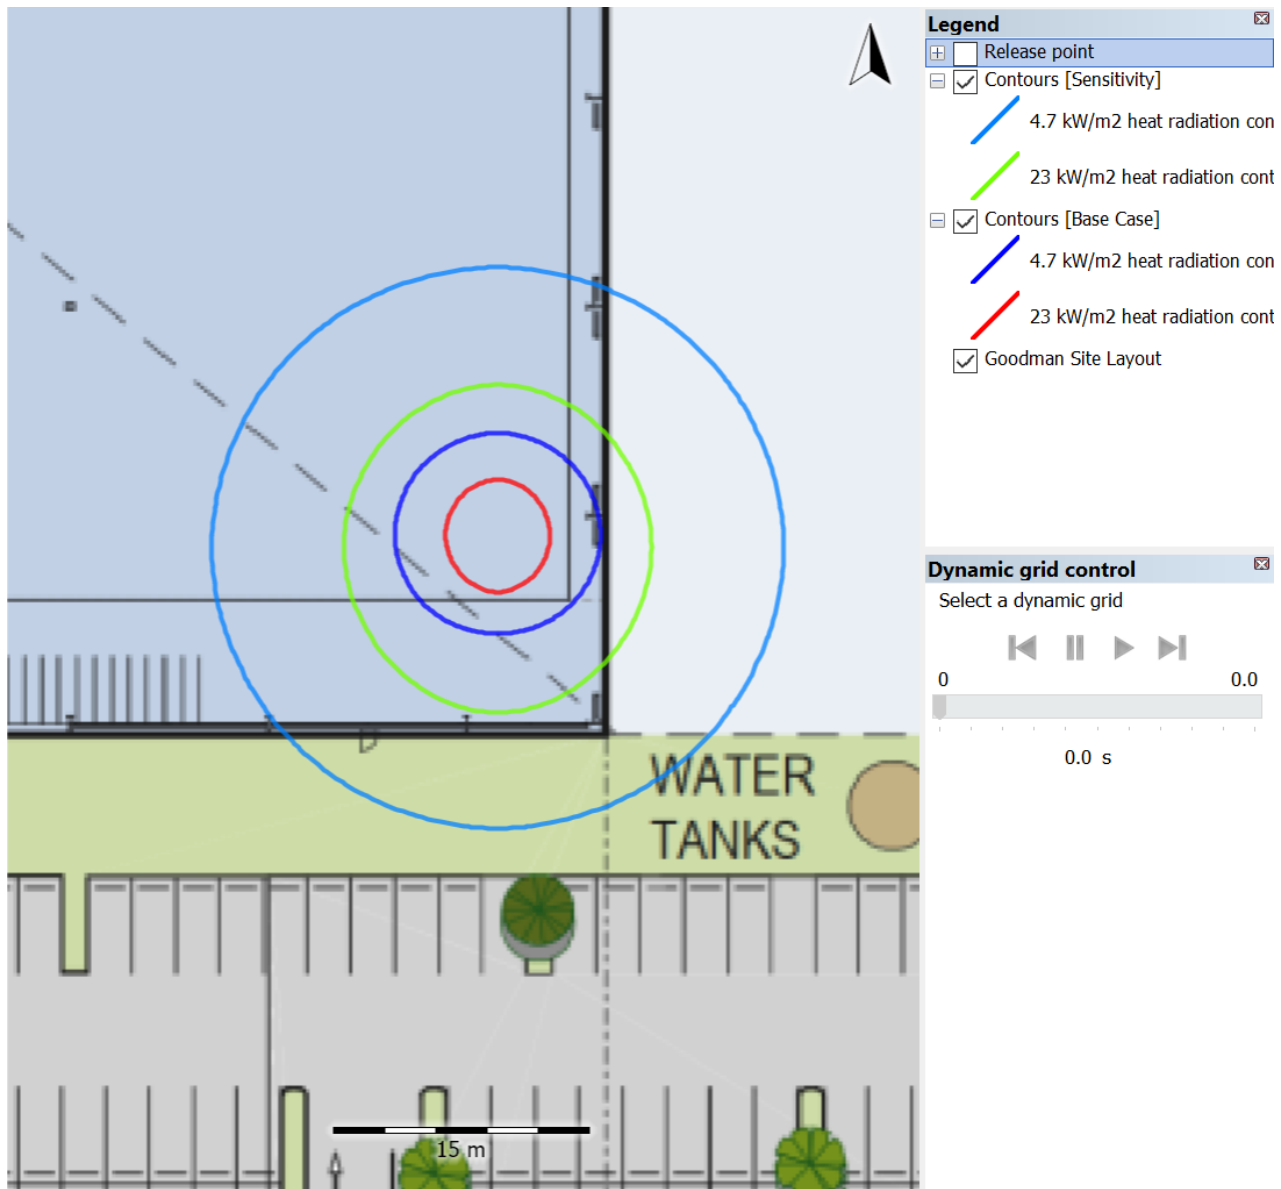 Legend
Release point
Contours [Sensitivity]
4.7 kW/m2 heat radiation con
23 kW/m2 heat radiation cont
Contours [Base Case]
4.7 kW/m2 heat radiation con
23 kW/m2 heat radiation cont
Goodman Site Layout
Dynamic grid control
Select a dynamic grid
0 0.0
0.0 s
WATER
TANKS
15 m